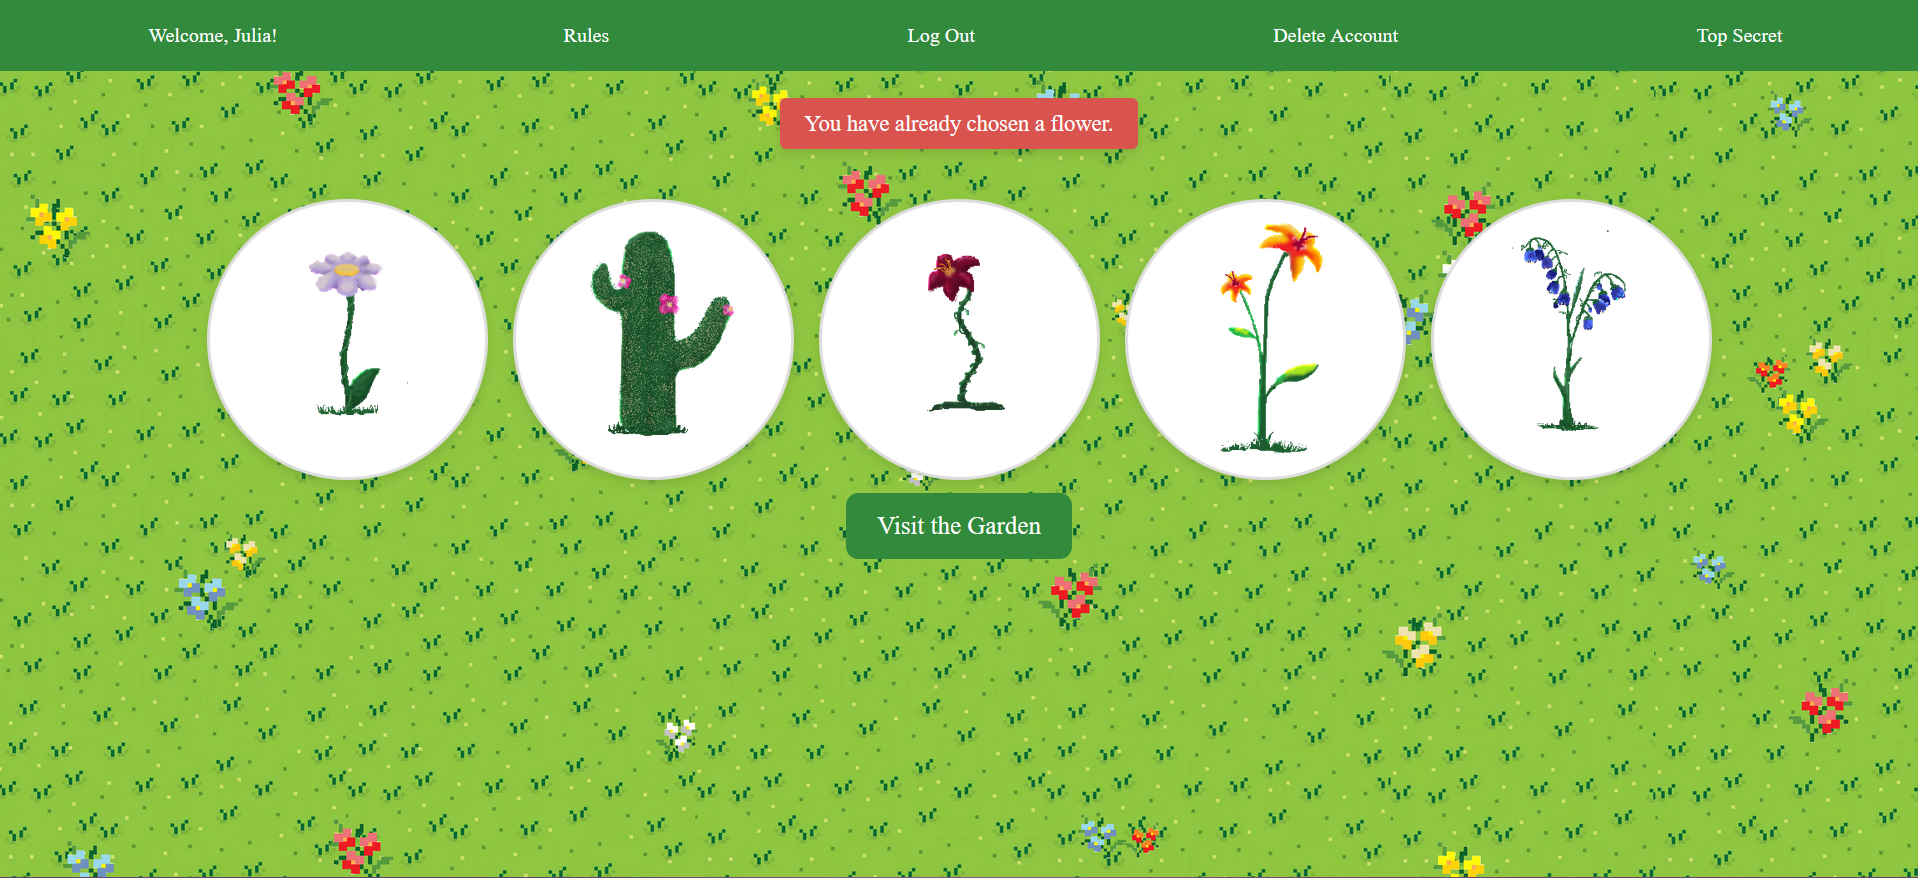 Welcome, Julia!
Rules
Log Out
Delete Account
Top Secret
You have already chosen a flower.
Visit the Garden